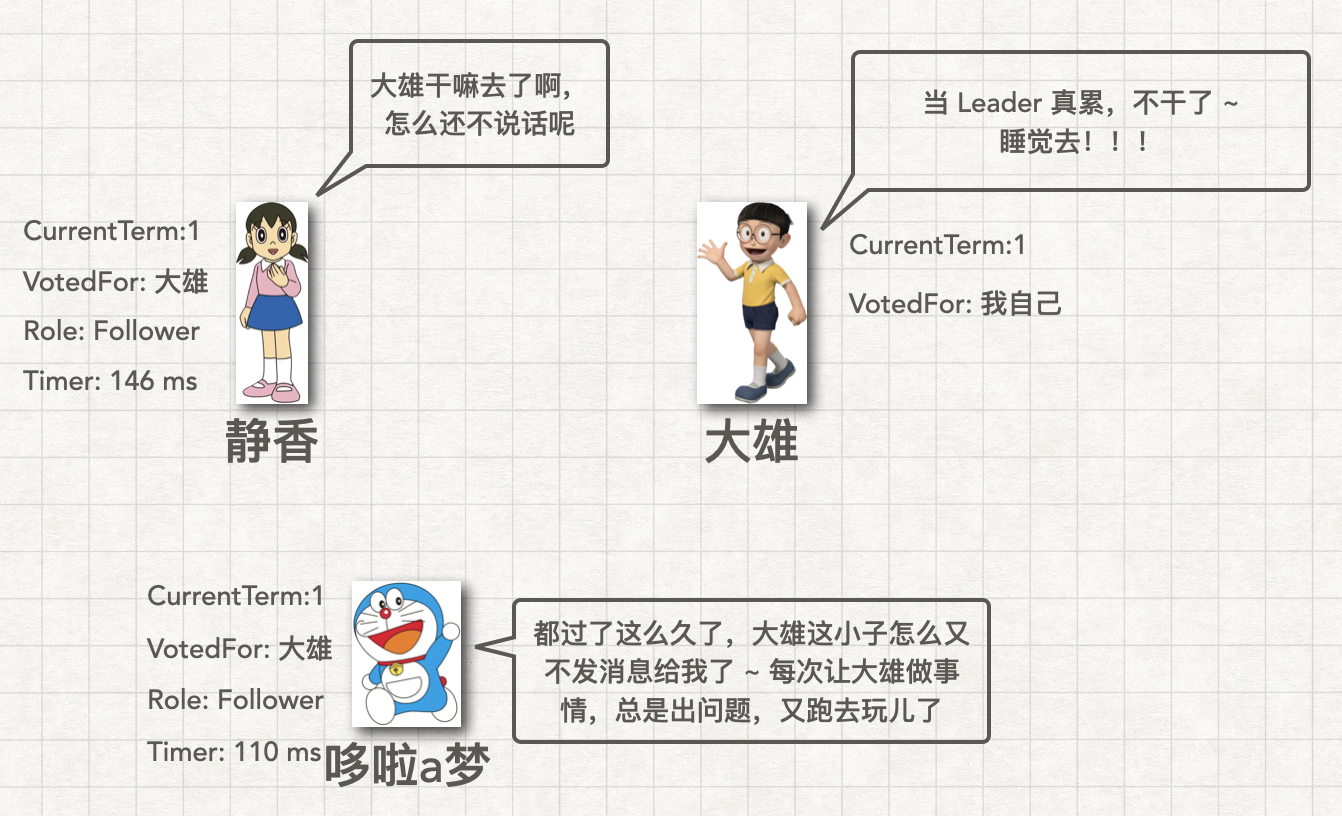 大雄干嘛去了啊，
怎么还不说话呢
当 Leader 真累，不干了 ~
睡觉去！！！
CurrentTerm:1
VotedFor: 大雄
Role: Follower
Timer: 146 ms
静香
CurrentTerm:1
VotedFor: 我自己
大雄
CurrentTerm:1
VotedFor: 大雄
Role: Follower
Timer: 110 ms
哆啦a梦
都过了这么久了，大雄这小子怎么又
不发消息给我了 ~ 每次让大雄做事
情，总是出问题，又跑去玩儿了